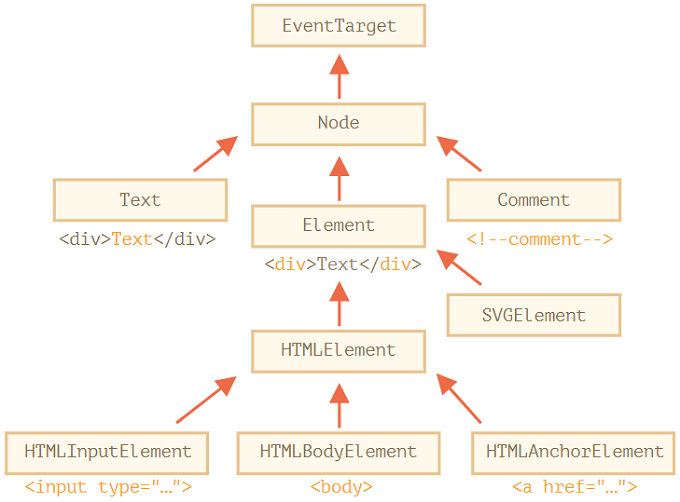 EventTarget
Node
Text
Element
Comment
<div>Text</div>
<div>Text</div>
<!--comment-->
SVGElement
HTMLElement
HTMLInputElement
HTMLBodyElement
HTMLAnchorElement
<input type="…">
<body>
<a href="…">